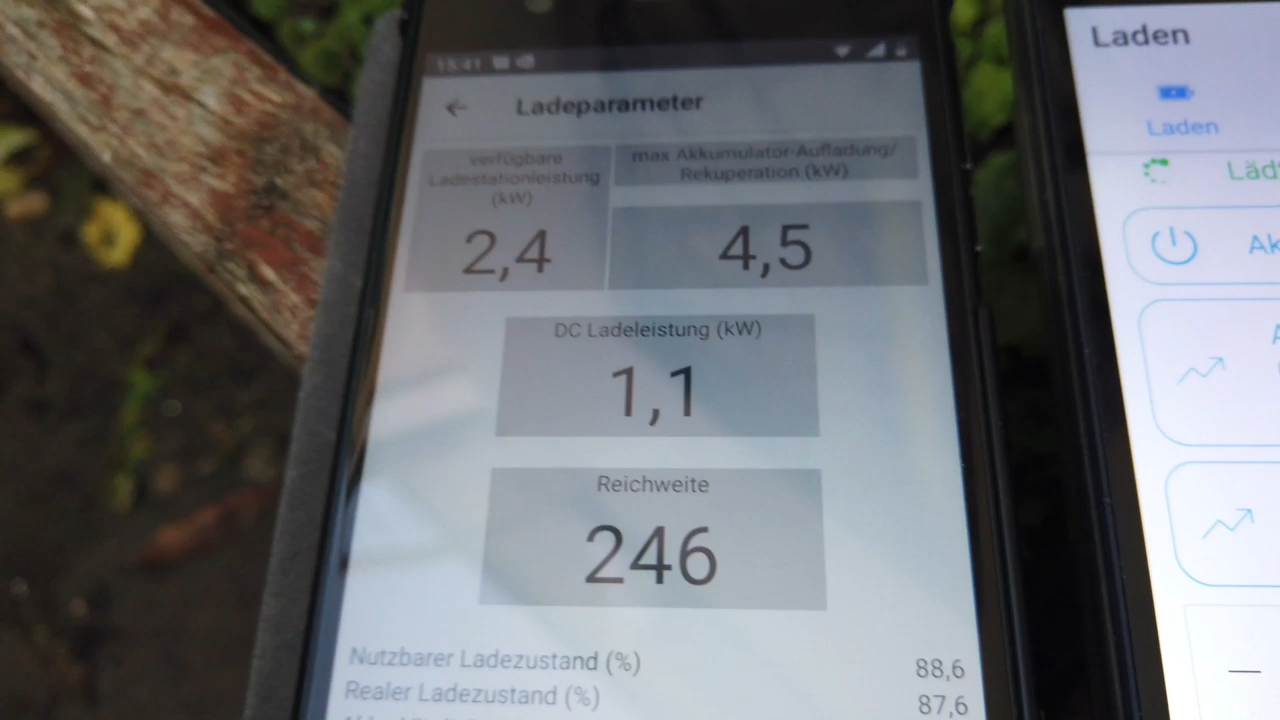 15:41
Ladeparameter
verfügbare
Ladestationleistung
(kW)
2,4
max Akkumulator-Aufladung/
Rekuperation (kW)
4,5
DC Ladeleistung (kW)
1,1
Reichweite
246
Nutzbarer Ladezustand (%) 88,6
Realer Ladezustand (%) 87,6
Laden
Laden